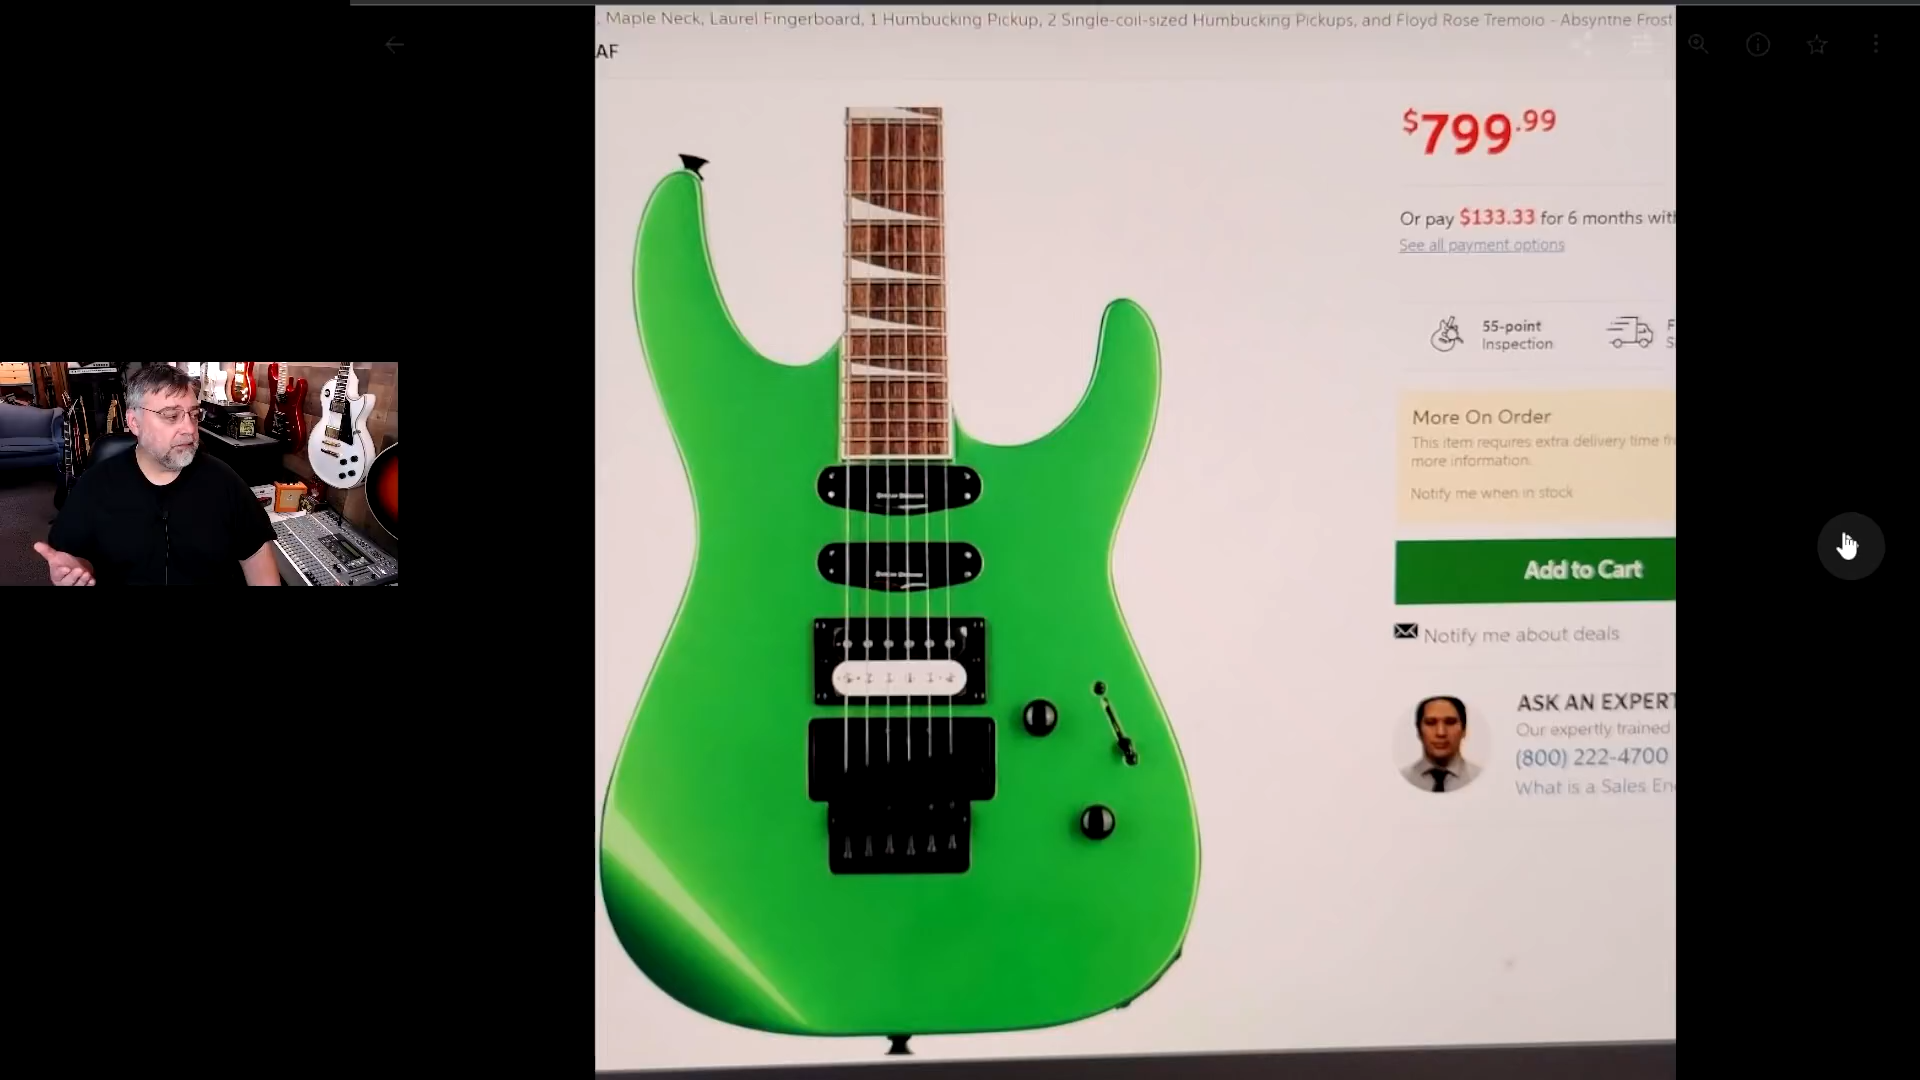 , Maple Neck, Laurel Fingerboard, 1 Humbucking Pickup, 2 Single-coil-sized Humbucking Pickups, and Floyd Rose Tremolo - Absynthe Frost
AF
$799.99
Or pay $133.33 for 6 months with
See all payment options
55-point
Inspection
F
S
More On Order
This item requires extra delivery time fr
more information.
Notify me when in stock
Add to Cart
Notify me about deals
ASK AN EXPERT
Our expertly trained
(800) 222-4700
What is a Sales En